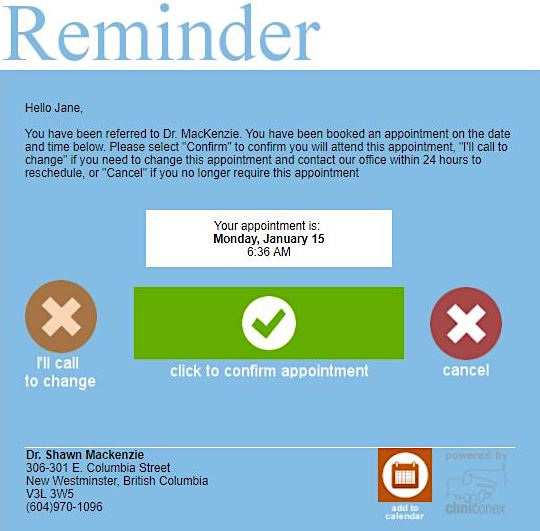 Reminder
Hello Jane,
You have been referred to Dr. MacKenzie. You have been booked an appointment on the date
and time below. Please select "Confirm" to confirm you will attend this appointment, "I'll call to
change" if you need to change this appointment and contact our office within 24 hours to
reschedule, or "Cancel" if you no longer require this appointment
Your appointment is:
Monday, January 15
6:36 AM
I'll call
to change
click to confirm appointment
cancel
Dr. Shawn Mackenzie
306-301 E. Columbia Street
New Westminster, British Columbia
V3L 3W5
(604)970-1096
add to
calendar
powered by
cliniconex